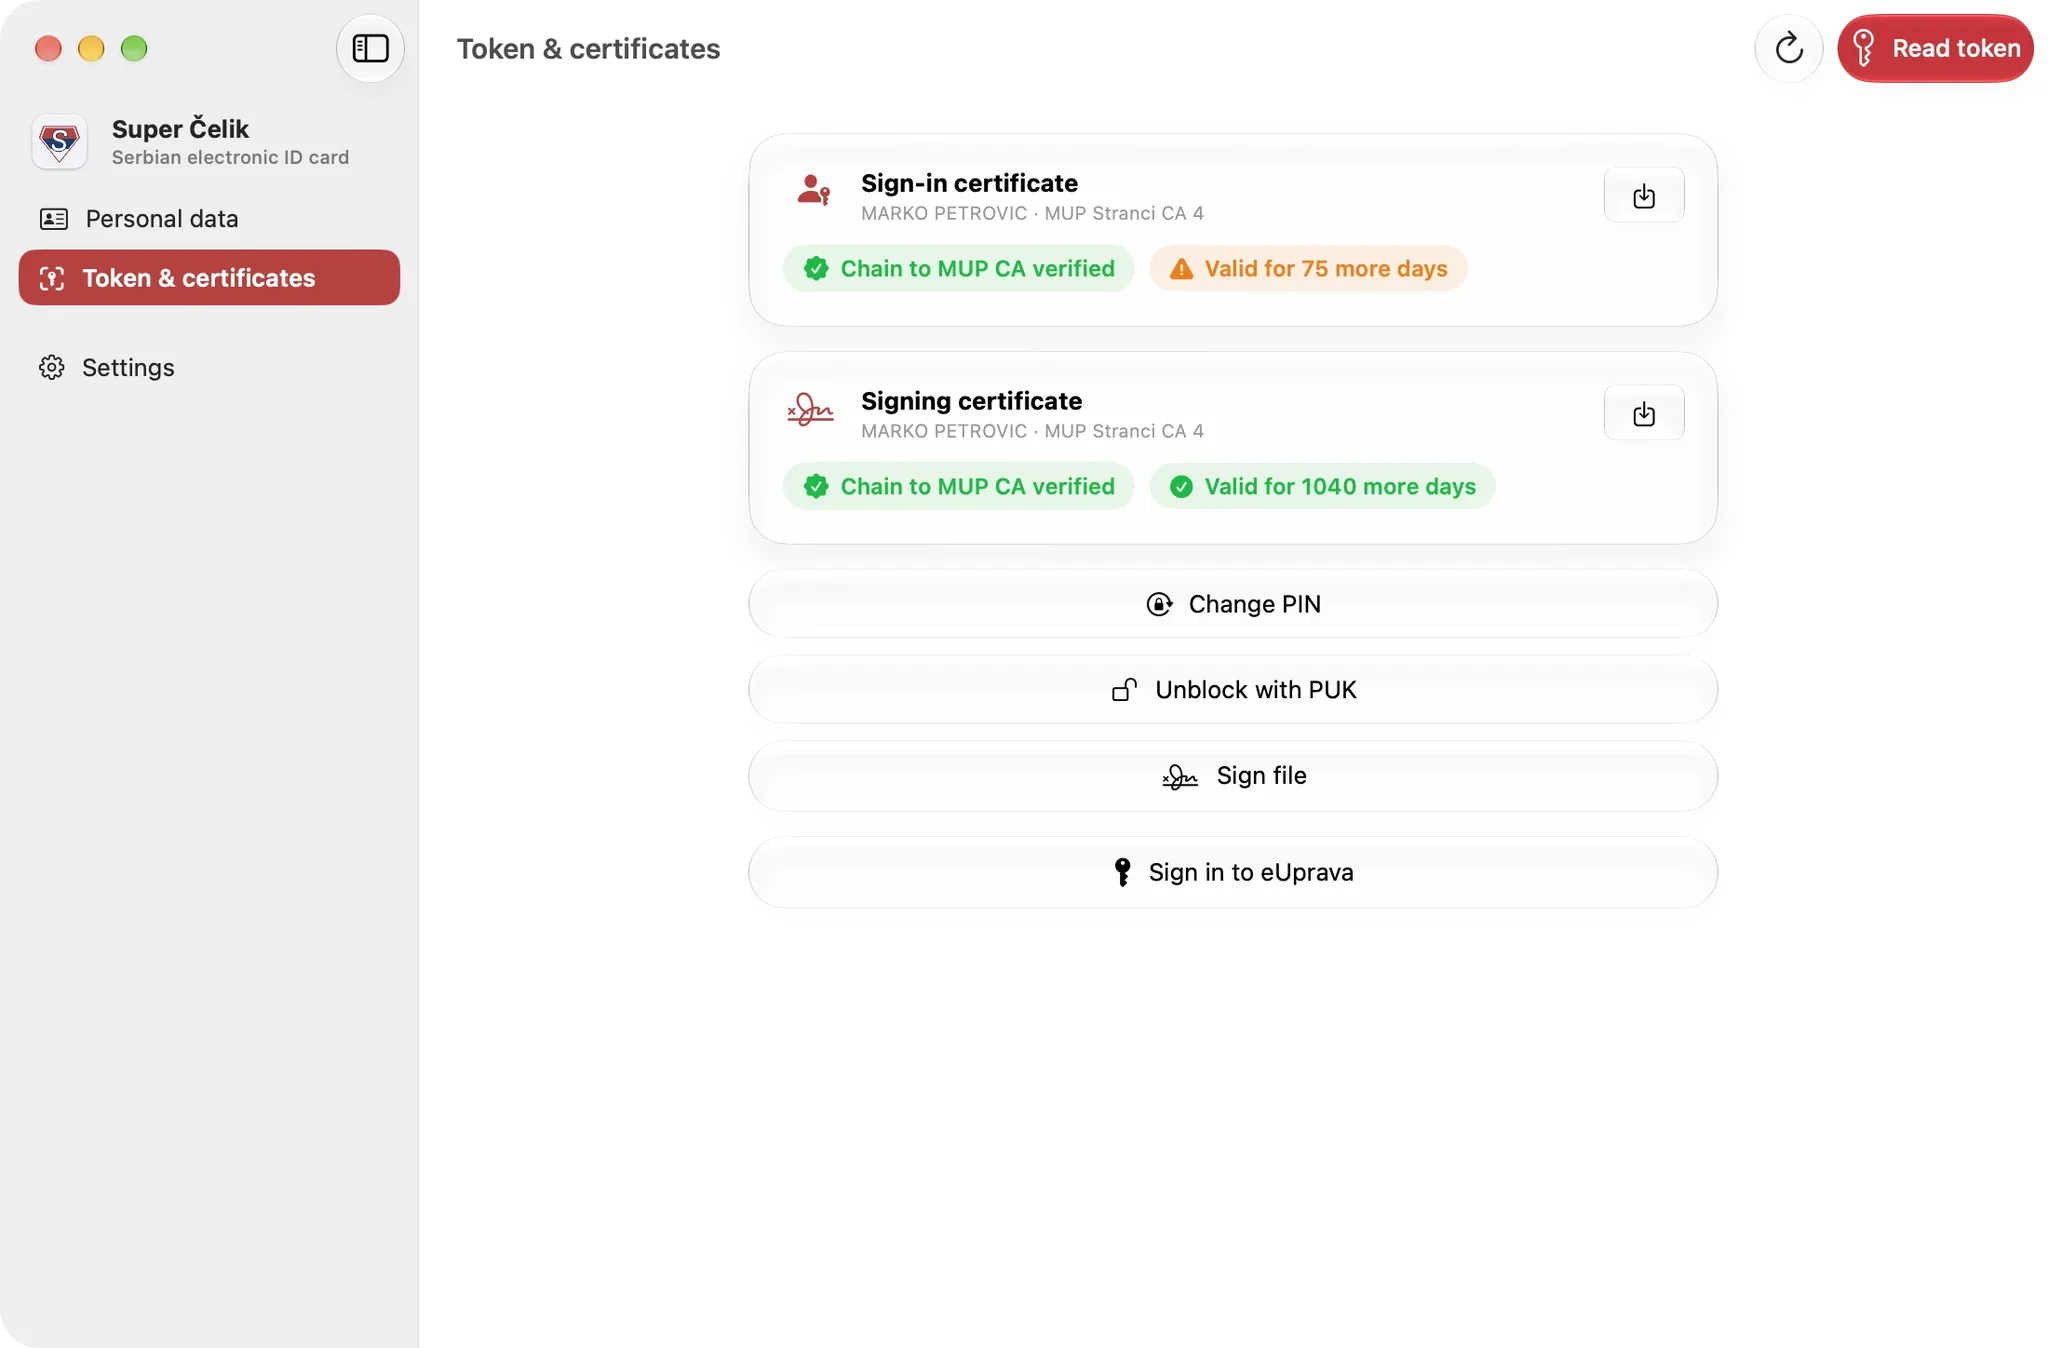 Token & certificates
Read token
Super Čelik
Serbian electronic ID card
Personal data
Token & certificates
Settings
Sign-in certificate
MARKO PETROVIC · MUP Stranci CA 4
Chain to MUP CA verified
Valid for 75 more days
Signing certificate
MARKO PETROVIC · MUP Stranci CA 4
Chain to MUP CA verified
Valid for 1040 more days
Change PIN
Unblock with PUK
Sign file
Sign in to eUprava